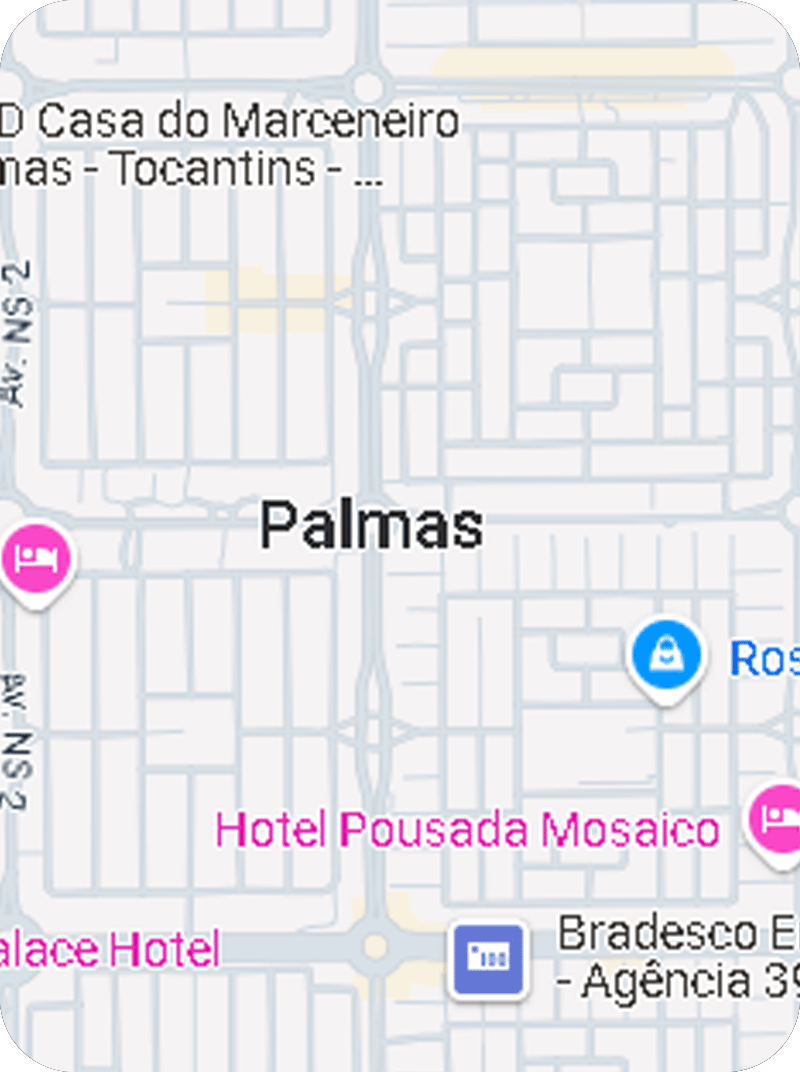 D Casa do Marceneiro
mas - Tocantins - ...
Av. NS 2
Palmas
Ros
Av. NS 2
Hotel Pousada Mosaico
alace Hotel
100
Bradesco E
- Agência 39